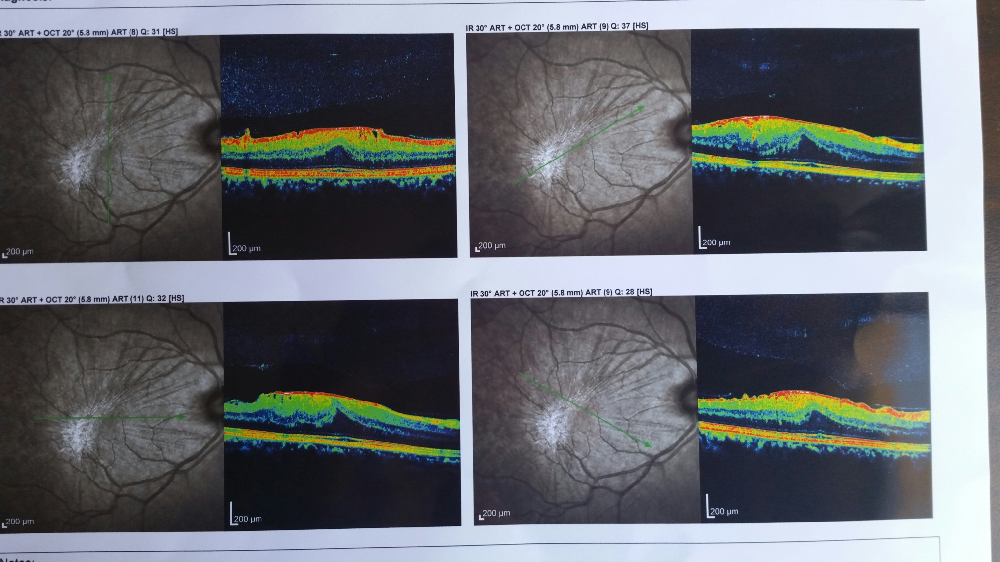 R 30° ART + OCT 20° (5.8 mm) ART (8) Q: 31 [HS]
200 µm
200 µm
IR 30° ART + OCT 20° (5.8 mm) ART (9) Q: 37 [HS]
200 µm
200 µm
R 30° ART + OCT 20° (5.8 mm) ART (11) Q: 32 [HS]
200 µm
200 µm
IR 30° ART + OCT 20° (5.8 mm) ART (9) Q: 28 [HS]
200 µm
200 µm
Notes: